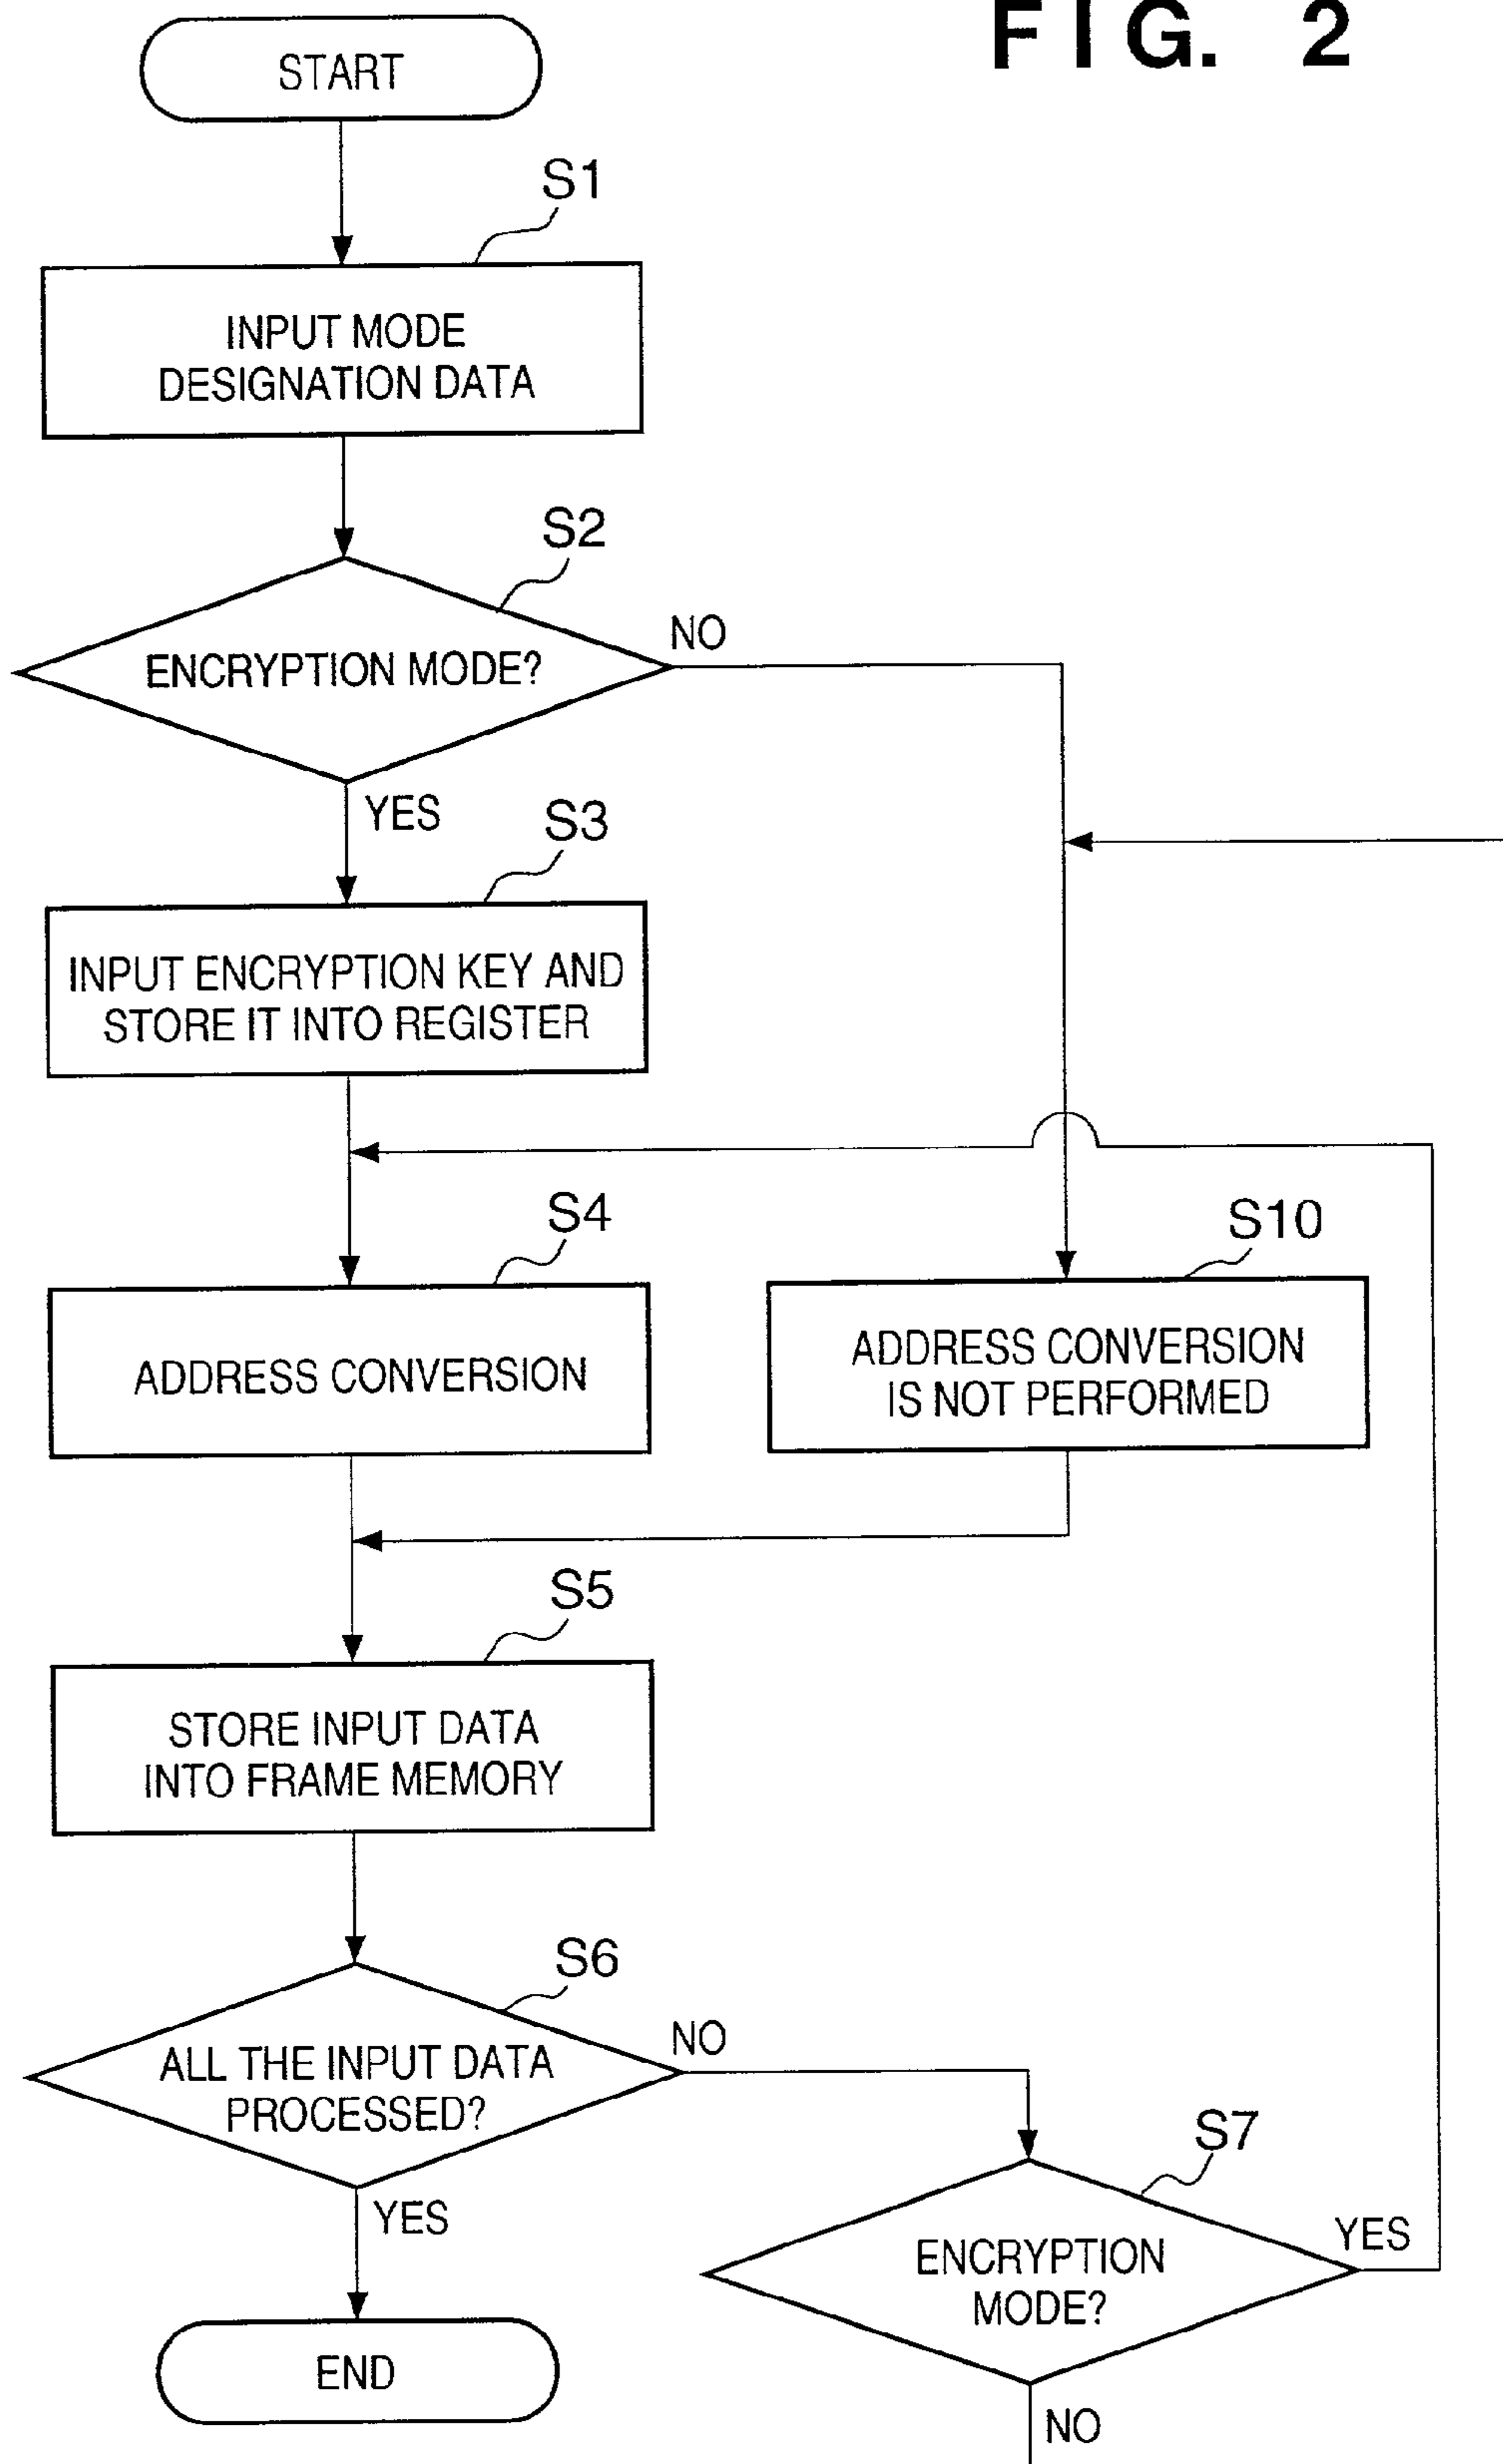 FIG. 2
START
S1
INPUT MODE
DESIGNATION DATA
S2
ENCRYPTION MODE?
NO
YES
S3
INPUT ENCRYPTION KEY AND
STORE IT INTO REGISTER
S4
ADDRESS CONVERSION
S10
ADDRESS CONVERSION
IS NOT PERFORMED
S5
STORE INPUT DATA
INTO FRAME MEMORY
S6
ALL THE INPUT DATA
PROCESSED?
NO
YES
S7
ENCRYPTION
MODE?
YES
NO
END